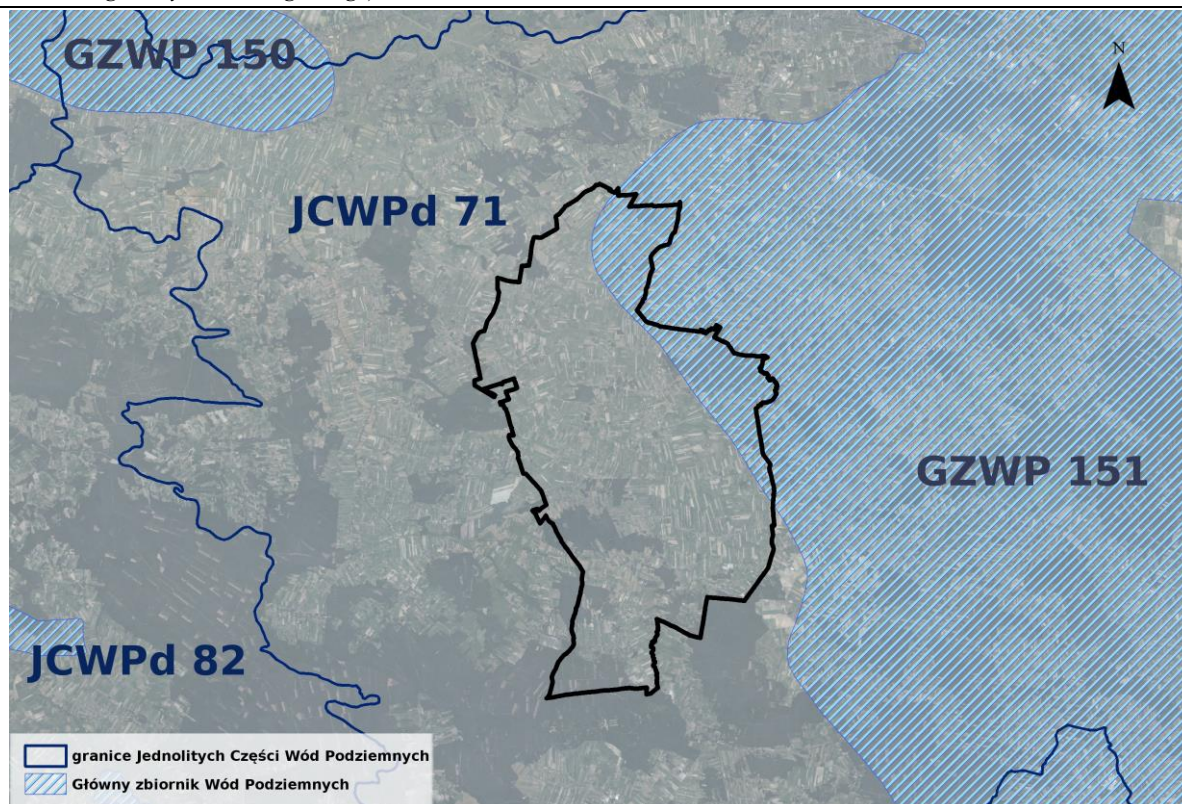 GZWP 150
N
JCWPd 71
GZWP 151
JCWPd 82
granice Jednolitych Części Wód Podziemnych
Główny zbiornik Wód Podziemnych